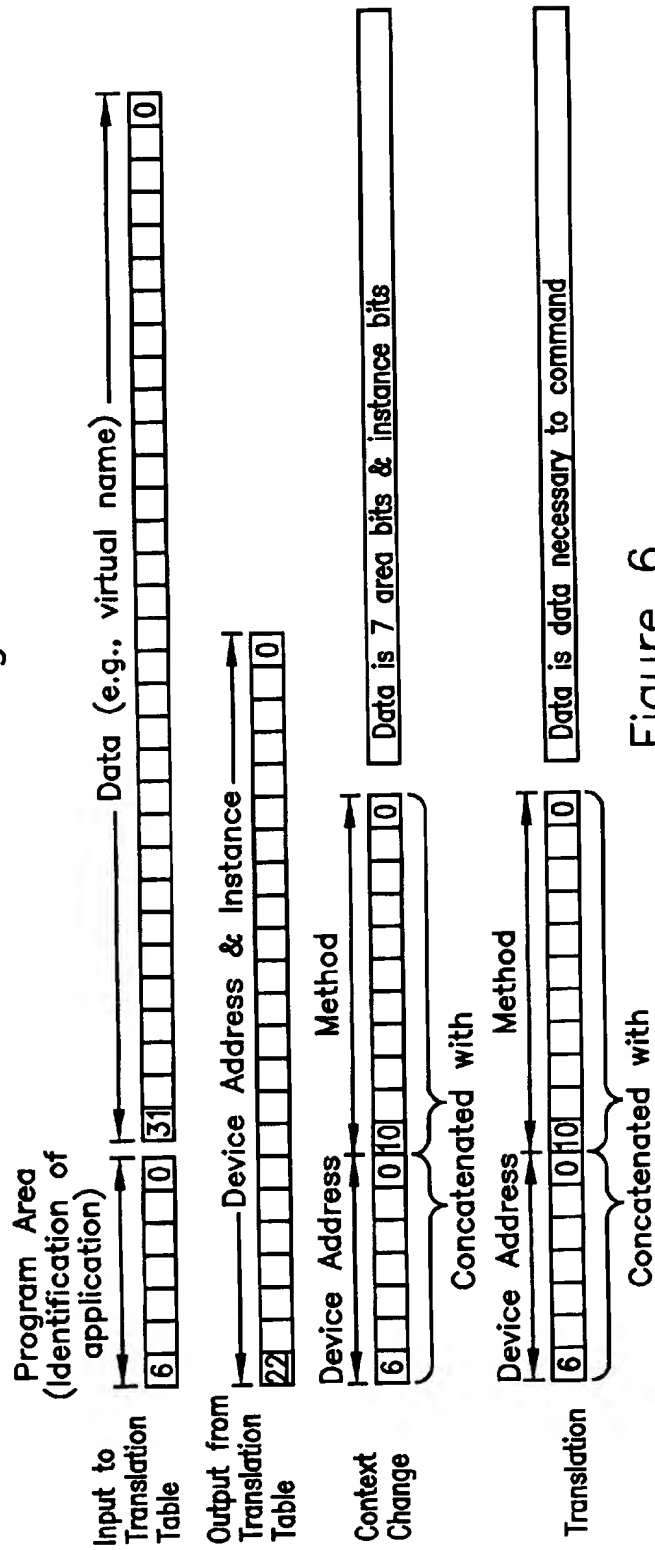 Program Area
(Identification of
application)
Data (e.g., virtual name)
Input to
Translation
Table
6 0 31 0
Device Address & Instance
Output from
Translation
Table
22 0
Device Address Method
Context
Change
6 0 10 0 Data is 7 area bits & instance bits
Concatenated with
Device Address Method
Translation
6 0 10 0 Data is data necessary to command
Concatenated with
Figure 6